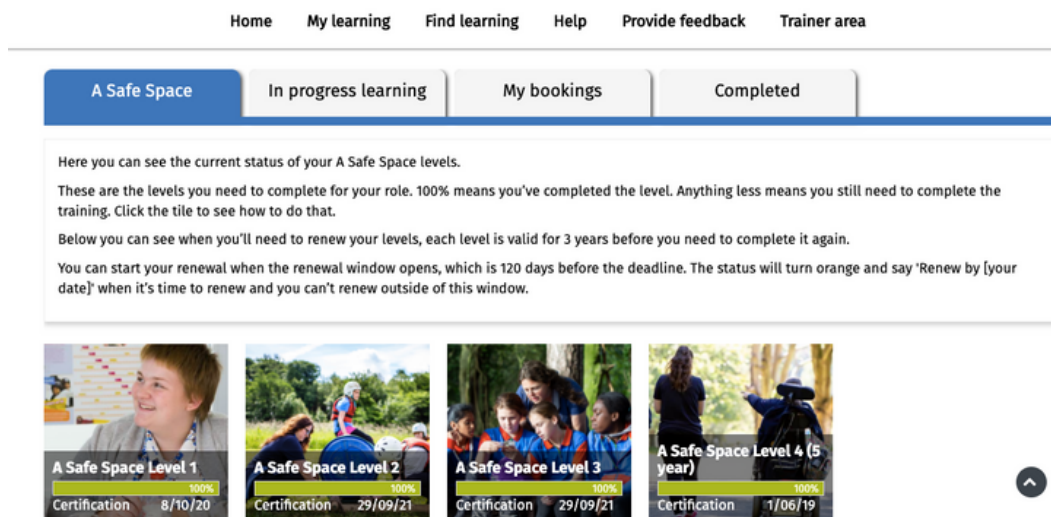 Home My learning Find learning Help Provide feedback Trainer area
A Safe Space In progress learning My bookings Completed
Here you can see the current status of your A Safe Space levels.
These are the levels you need to complete for your role. 100% means you've completed the level. Anything less means you still need to complete the
training. Click the tile to see how to do that.
Below you can see when you'll need to renew your levels, each level is valid for 3 years before you need to complete it again.
You can start your renewal when the renewal window opens, which is 120 days before the deadline. The status will turn orange and say 'Renew by [your
date]' when it's time to renew and you can't renew outside of this window.
A Safe Space Level 1
100%
Certification 8/10/20
A Safe Space Level 2
100%
Certification 29/09/21
A Safe Space Level 3
100%
Certification 29/09/21
A Safe Space Level 4 (5
year)
100%
Certification 1/06/19